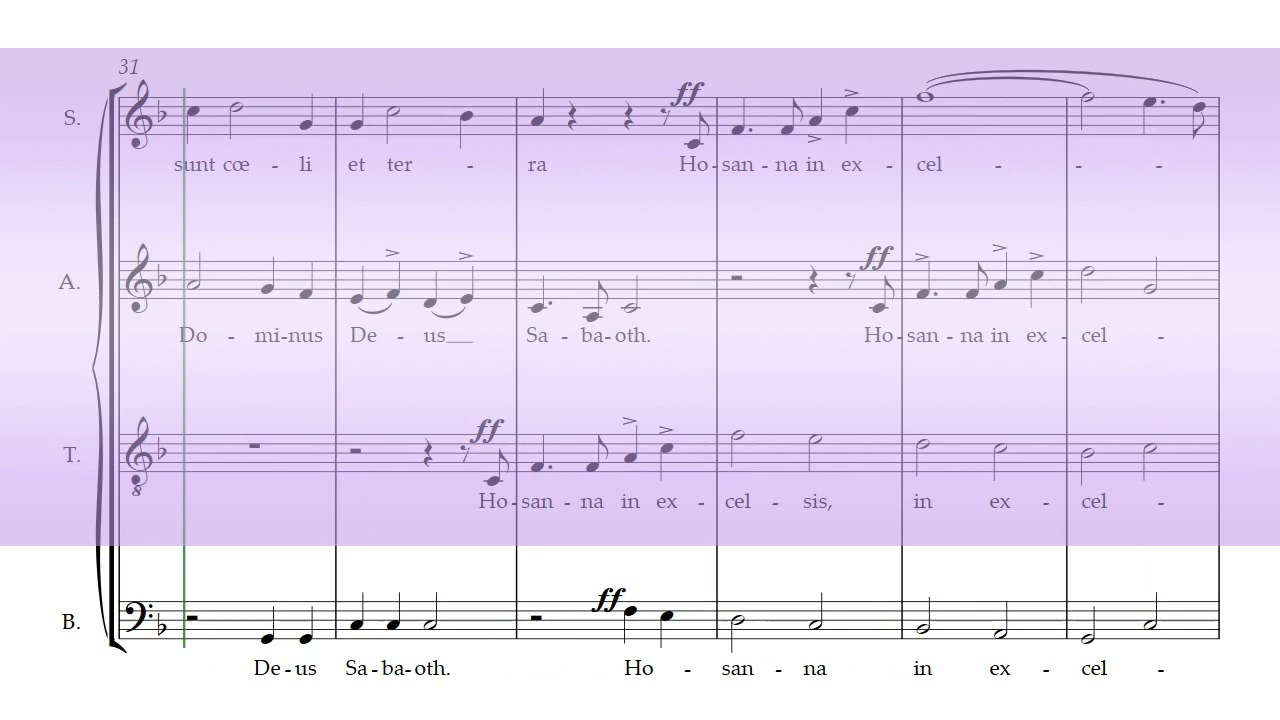 31
ff
S.
sunt cœ - li et ter - ra Ho - san - na in ex - cel - - -
ff
A.
Do - mi-nus De - us__ Sa - ba- oth. Ho - san - na in ex - cel -
ff
T.
8
Ho - san - na in ex - cel - sis, in ex - cel -
ff
B.
De - us Sa - ba- oth. Ho - san - na in ex - cel -